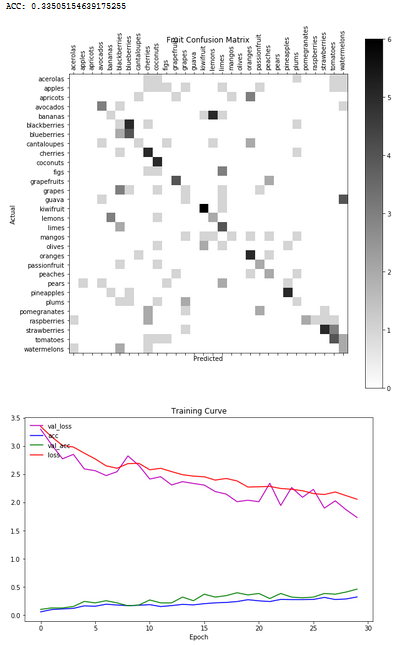 ACC: 0.33505154639175255
Fruit Confusion Matrix
acerolas
apples
apricots
avocados
bananas
blackberries
blueberries
cantaloupes
cherries
coconuts
figs
grapefruits
grapes
guava
kiwifruit
lemons
limes
mangos
olives
oranges
passionfruit
peaches
pears
pineapples
plums
pomegranates
raspberries
strawberries
tomatoes
watermelons
Actual
acerolas
apples
apricots
avocados
bananas
blackberries
blueberries
cantaloupes
cherries
coconuts
figs
grapefruits
grapes
guava
kiwifruit
lemons
limes
mangos
olives
oranges
passionfruit
peaches
pears
pineapples
plums
pomegranates
raspberries
strawberries
tomatoes
watermelons
Predicted
6
5
4
3
2
1
0
Training Curve
3.5
3.0
2.5
2.0
1.5
1.0
0.5
0.0
val_loss
acc
val_acc
loss
0 5 10 15 20 25 30
Epoch